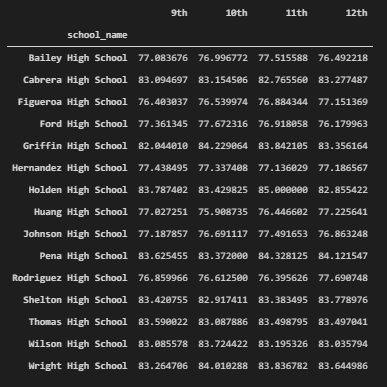 9th 10th 11th 12th
school_name
Bailey High School 77.083676 76.996772 77.515588 76.492218
Cabrera High School 83.094697 83.154506 82.765560 83.277487
Figueroa High School 76.403037 76.539974 76.884344 77.151369
Ford High School 77.361345 77.672316 76.918058 76.179963
Griffin High School 82.044010 84.229064 83.842105 83.356164
Hernandez High School 77.438495 77.337408 77.136029 77.186567
Holden High School 83.787402 83.429825 85.000000 82.855422
Huang High School 77.027251 75.908735 76.446602 77.225641
Johnson High School 77.187857 76.691117 77.491653 76.863248
Pena High School 83.625455 83.372000 84.328125 84.121547
Rodriguez High School 76.859966 76.612500 76.395626 77.690748
Shelton High School 83.420755 82.917411 83.383495 83.778976
Thomas High School 83.590022 83.087886 83.498795 83.497041
Wilson High School 83.085578 83.724422 83.195326 83.035794
Wright High School 83.264706 84.010288 83.836782 83.644986